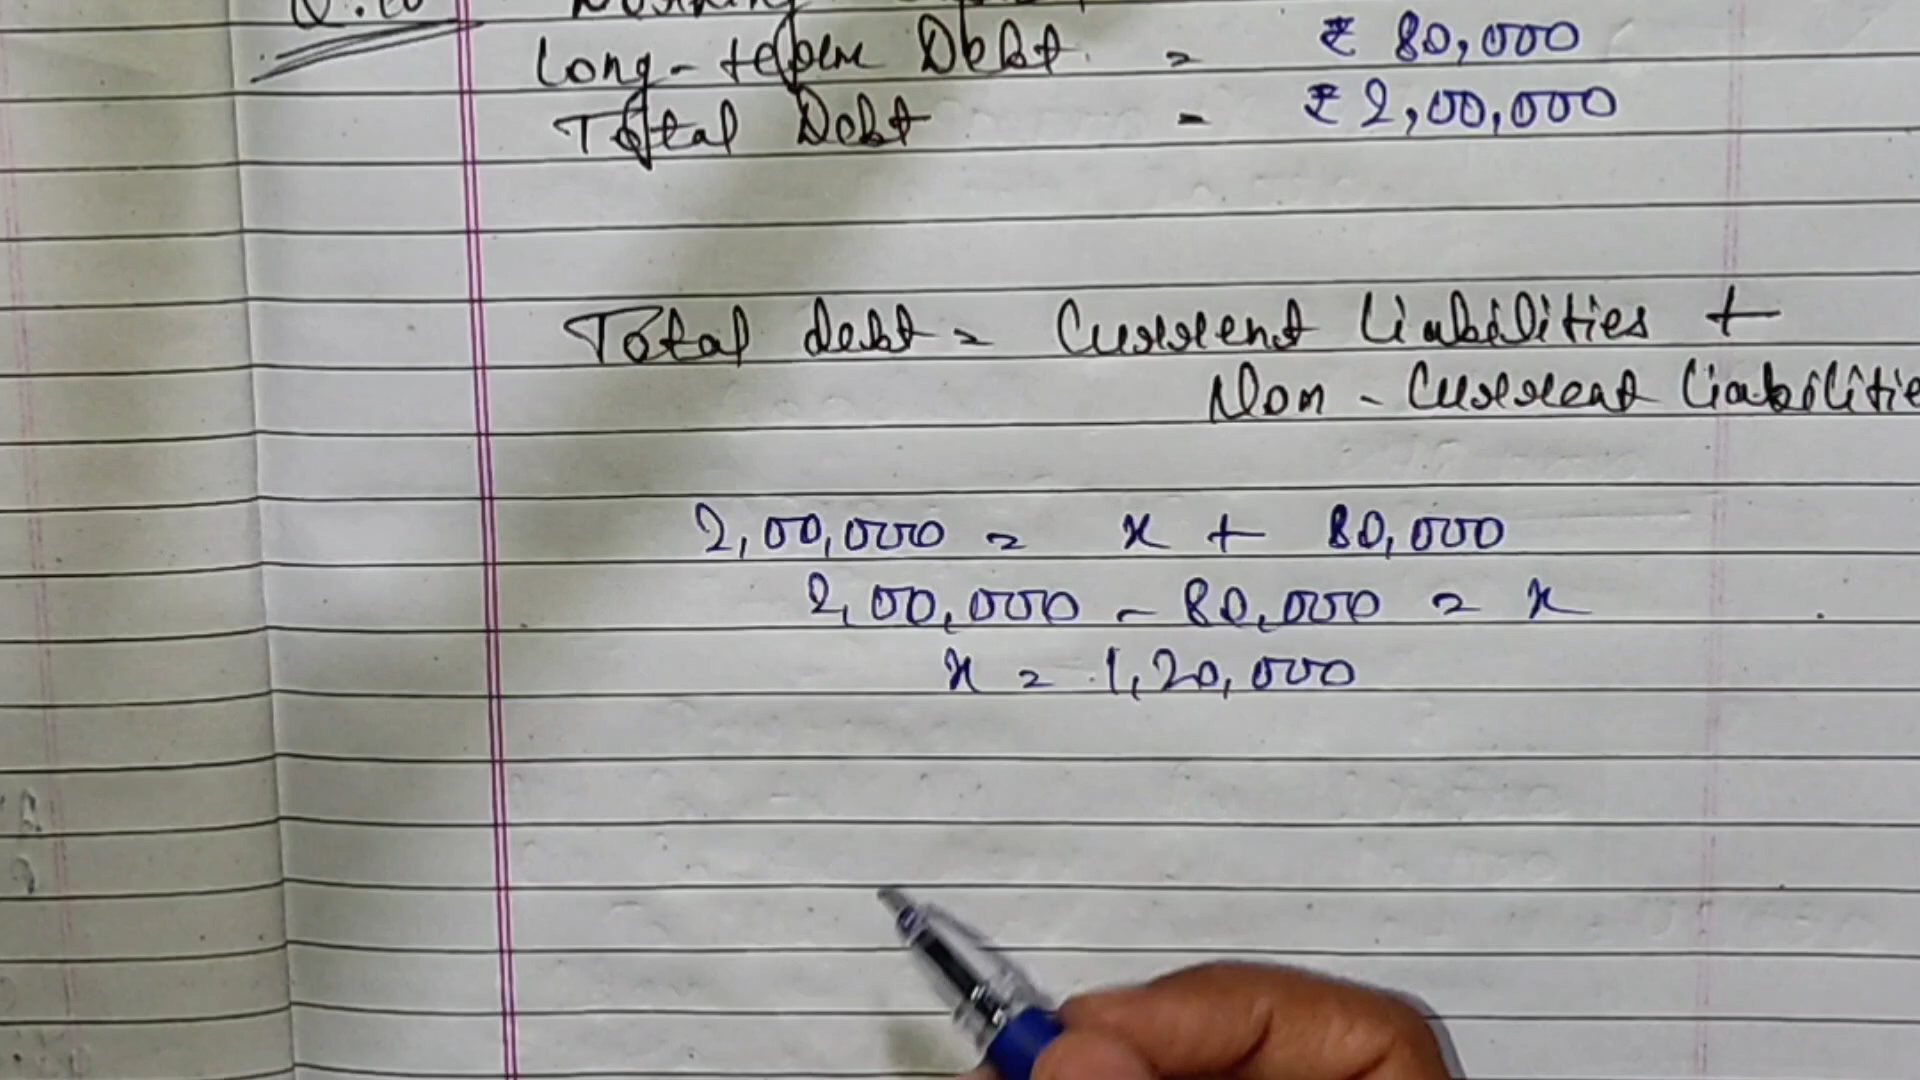 Long-term Debt = ₹ 80,000
Total Debt - ₹ 2,00,000
Total debt = Current liabilities +
Non - Current liabilitie
2,00,000 = x + 80,000
2,00,000 - 80,000 = x
x = 1,20,000